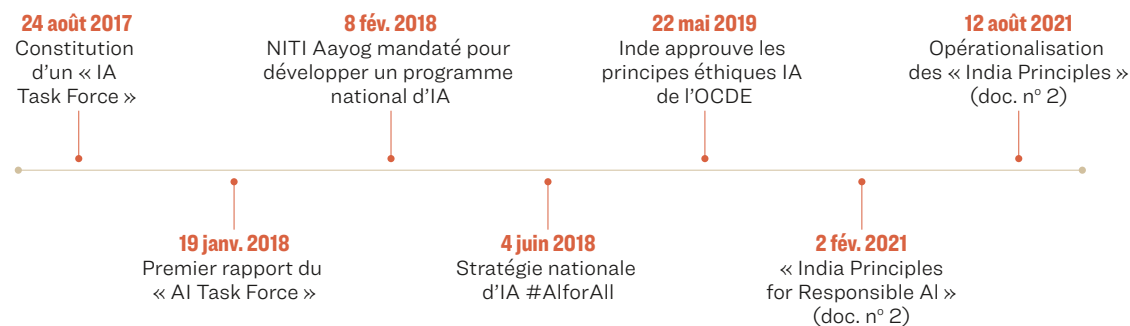 24 août 2017
Constitution
d’un « IA
Task Force »
8 fév. 2018
NITI Aayog mandaté pour
développer un programme
national d’IA
22 mai 2019
Inde approuve les
principes éthiques IA
de l’OCDE
12 août 2021
Opérationalisation
des « India Principles »
(doc. nº 2)
19 janv. 2018
Premier rapport du
« AI Task Force »
4 juin 2018
Stratégie nationale
d’IA #AIforAll
2 fév. 2021
« India Principles
for Responsible AI »
(doc. nº 2)